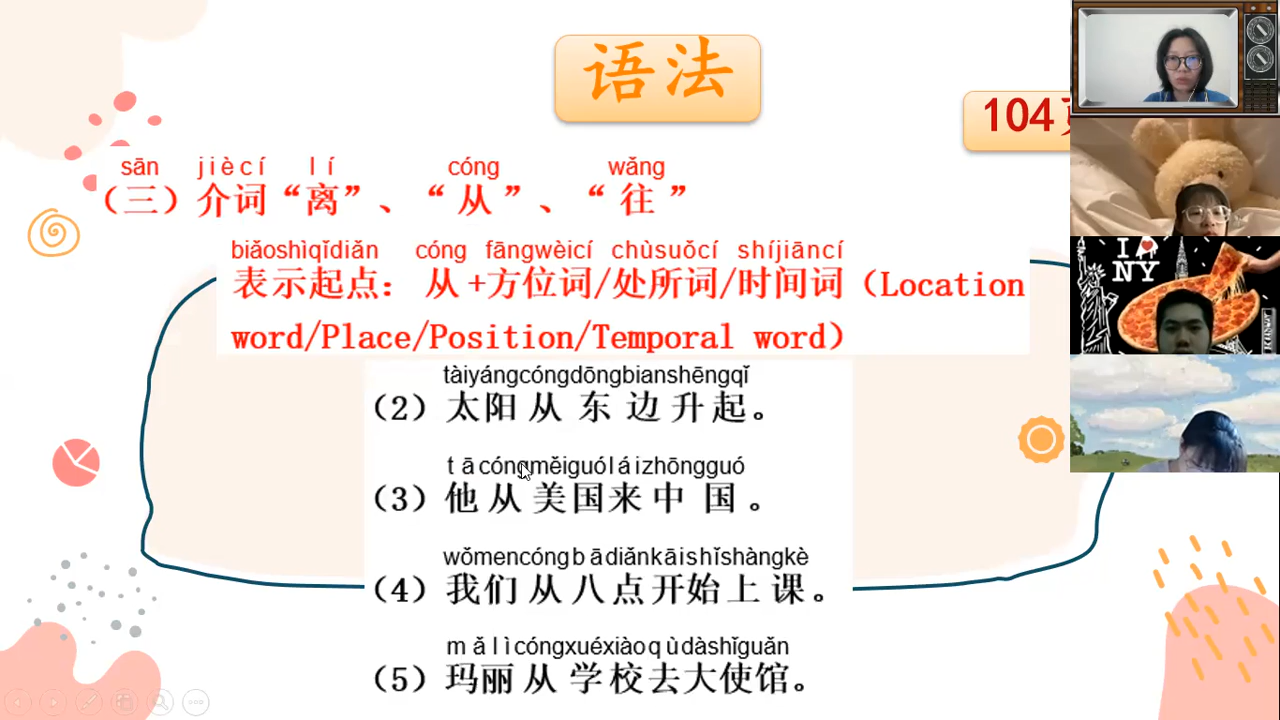 语法
104
sān jiècí lí cóng wǎng
（三）介词“离”、“从”、“往”
biǎoshìqǐdiǎn cóng fāngwèicí chùsuǒcí shíjiāncí
表示起点：从+方位词/处所词/时间词（Location
word/Place/Position/Temporal word）
tàiyángcóngdōngbianshēngqǐ
（2）太阳从东边升起。
tācóngměiguóláizhōngguó
（3）他从美国来中国。
wǒmencóngbādiǎnkāishǐshàngkè
（4）我们从八点开始上课。
mǎlìcóngxuéxiàoqùdàshǐguǎn
（5）玛丽从学校去大使馆。
I
NY